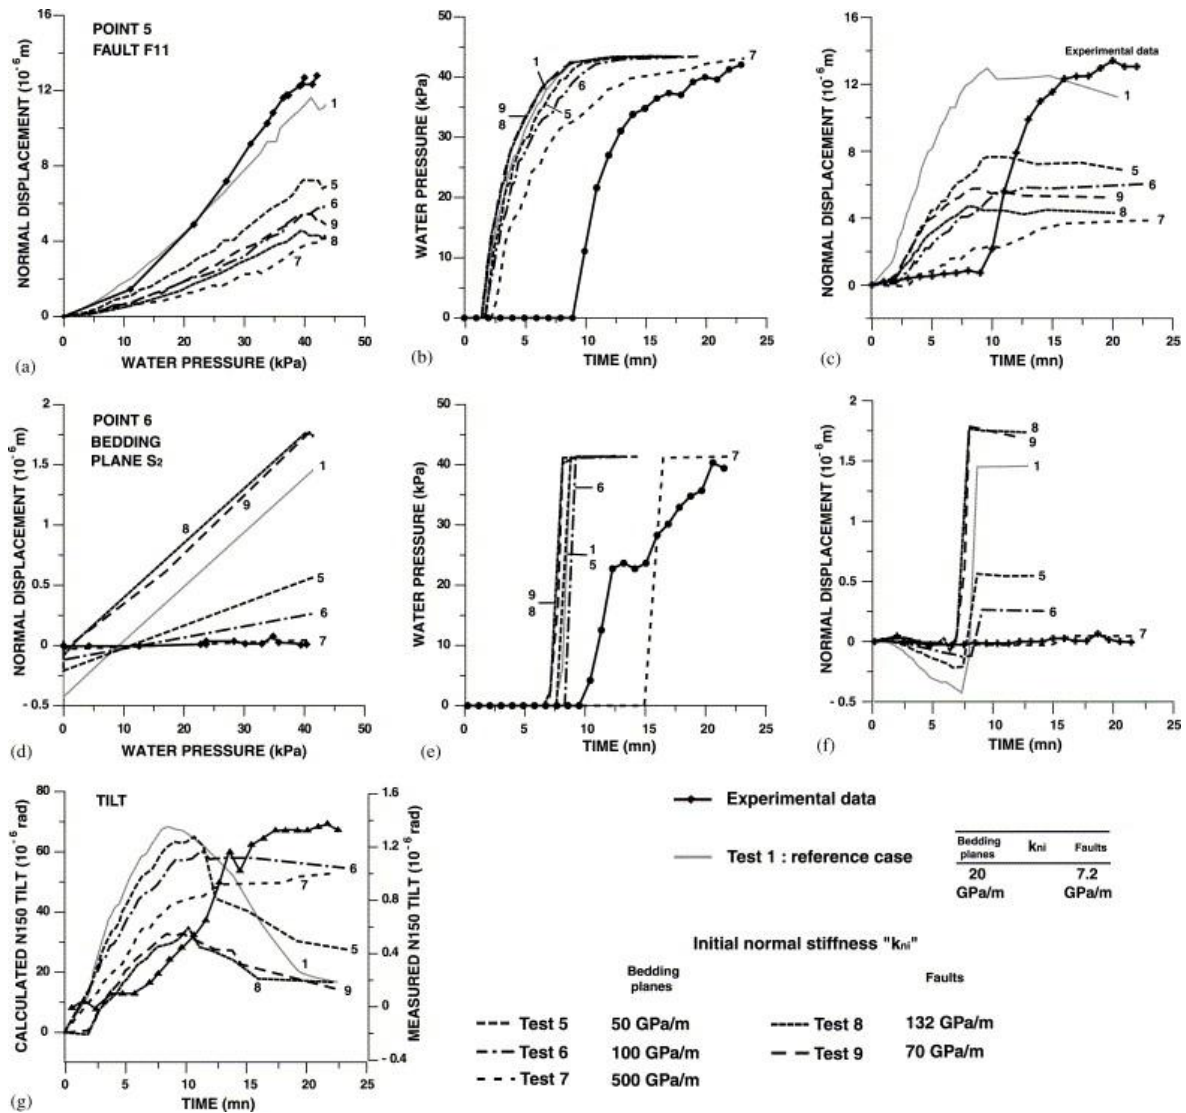 POINT 5
FAULT F11
NORMAL DISPLACEMENT (10⁻⁶m)
16
12
8
4
0
1
5
6
9
8
7
0 10 20 30 40 50
WATER PRESSURE (kPa)
(a)
WATER PRESSURE (kPa)
50
40
30
20
10
0
1
7
6
9
8
5
0 5 10 15 20 25
TIME (mn)
(b)
NORMAL DISPLACEMENT (10⁻⁶m)
16
12
8
4
0
Experimental data
1
5
6
9
8
7
0 5 10 15 20 25
TIME (mn)
(c)
POINT 6
BEDDING
PLANE S2
NORMAL DISPLACEMENT (10⁻⁶m)
2
1.5
1
0.5
0
- 0.5
1
8
9
5
6
7
0 10 20 30 40 50
WATER PRESSURE (kPa)
(d)
WATER PRESSURE (kPa)
50
40
30
20
10
0
7
6
1
5
9
8
0 5 10 15 20 25
TIME (mn)
(e)
NORMAL DISPLACEMENT (10⁻⁶m)
2
1.5
1
0.5
0
- 0.5
8
9
1
5
6
7
0 5 10 15 20 25
TIME (mn)
(f)
TILT
CALCULATED N150 TILT (10⁻⁶ rad)
80
60
40
20
0
1.6
1.2
0.8
0.4
0
- 0.4
MEASURED N150 TILT (10⁻⁶ rad)
6
7
5
1
8
9
0 5 10 15 20 25
TIME (mn)
(g)
Experimental data
Test 1 : reference case
Bedding planes kni Faults
20 GPa/m 7.2 GPa/m
Initial normal stiffness "kni"
Bedding
planes
Faults
Test 5 50 GPa/m
Test 8 132 GPa/m
Test 6 100 GPa/m
Test 9 70 GPa/m
Test 7 500 GPa/m